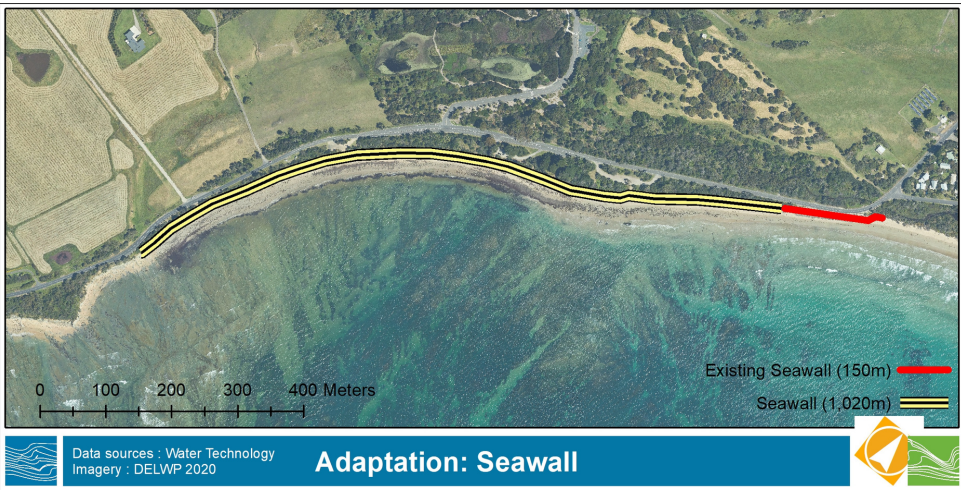 0 100 200 300 400 Meters
Existing Seawall (150m)
Seawall (1,020m)
Data sources : Water Technology
Imagery : DELWP 2020
Adaptation: Seawall